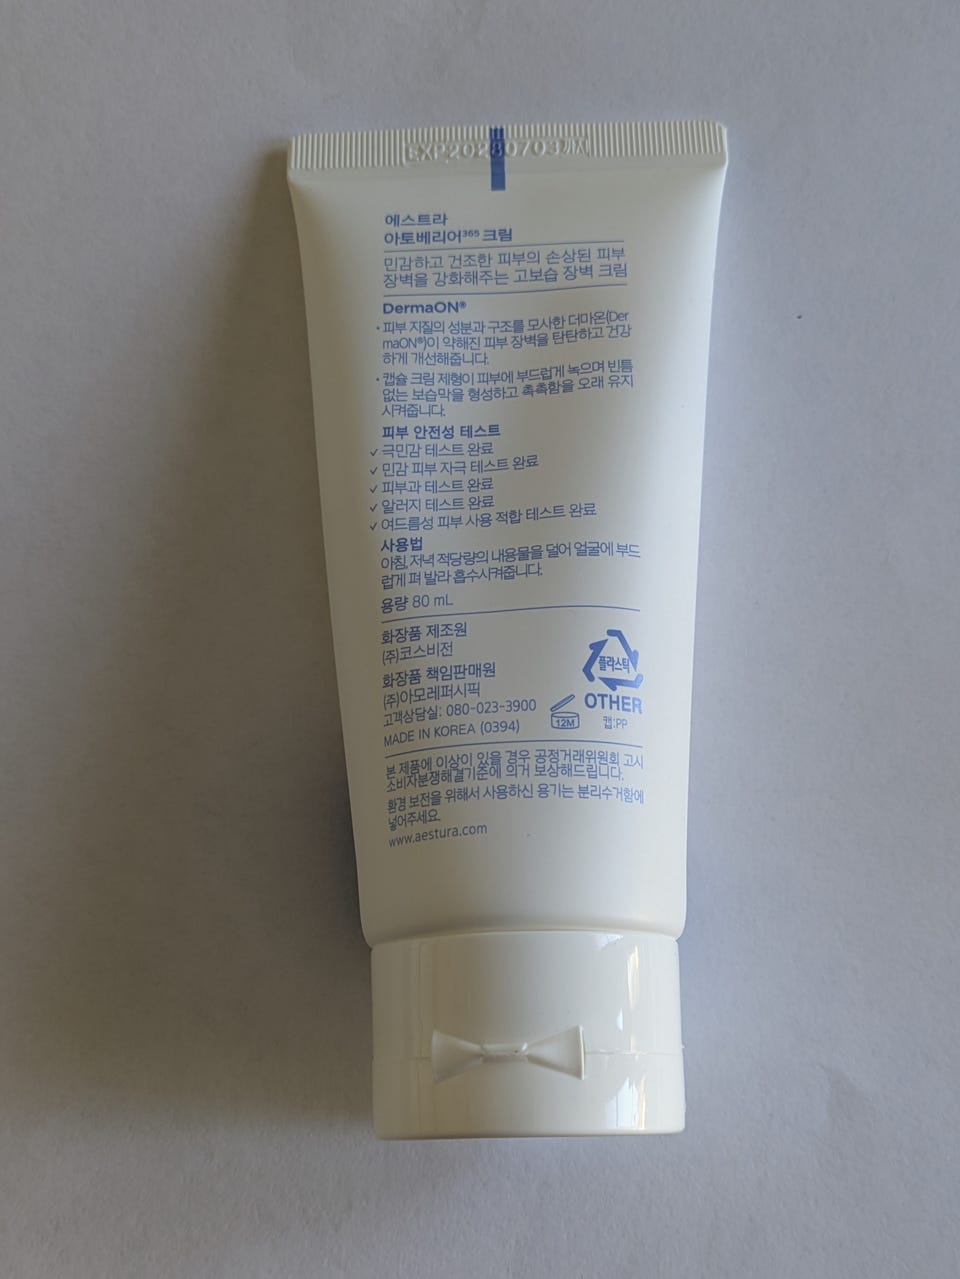 EXP20280703까지
에스트라
아토베리어³⁶⁵ 크림
민감하고 건조한 피부의 손상된 피부
장벽을 강화해주는 고보습 장벽 크림
DermaON®
• 피부 지질의 성분과 구조를 모사한 더마온(Der
maON®)이 약해진 피부 장벽을 탄탄하고 건강
하게 개선해줍니다.
• 캡슐 크림 제형이 피부에 부드럽게 녹으며 빈틈
없는 보습막을 형성하고 촉촉함을 오래 유지
시켜줍니다.
피부 안전성 테스트
✓ 극민감 테스트 완료
✓ 민감 피부 자극 테스트 완료
✓ 피부과 테스트 완료
✓ 알러지 테스트 완료
✓ 여드름성 피부 사용 적합 테스트 완료
사용법
아침, 저녁 적당량의 내용물을 덜어 얼굴에 부드
럽게 펴 발라 흡수시켜줍니다.
용량 80 mL
화장품 제조원
(주)코스비전
화장품 책임판매원
(주)아모레퍼시픽
고객상담실: 080-023-3900
MADE IN KOREA (0394)
12M
플라스틱
OTHER
캡:PP
본 제품에 이상이 있을 경우 공정거래위원회 고시
소비자분쟁해결기준에 의거 보상해드립니다.
환경 보전을 위해서 사용하신 용기는 분리수거함에
넣어주세요.
www.aestura.com